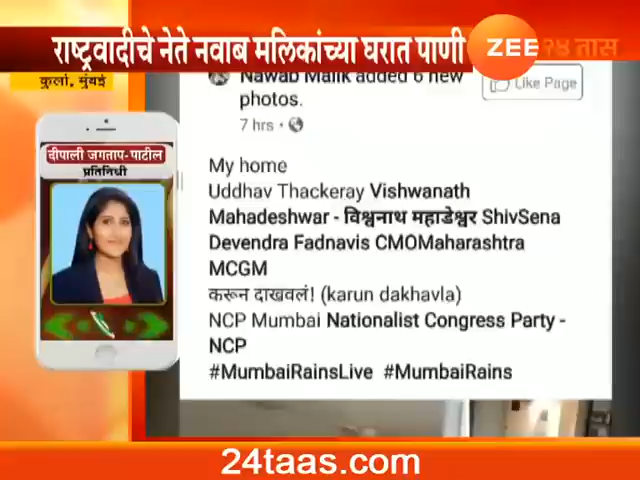 राष्ट्रवादीचे नेते नवाब मलिकांच्या घरात पाणी
ZEE २४ तास
कुर्ला, मुंबई
दीपाली जगताप-पाटील
प्रतिनिधी
Nawab Malik added 6 new
photos.
Like Page
7 hrs
My home
Uddhav Thackeray Vishwanath
Mahadeshwar - विश्वनाथ महाडेश्वर ShivSena
Devendra Fadnavis CMOMaharashtra
MCGM
करून दाखवलं! (karun dakhavla)
NCP Mumbai Nationalist Congress Party -
NCP
#MumbaiRainsLive #MumbaiRains
24taas.com